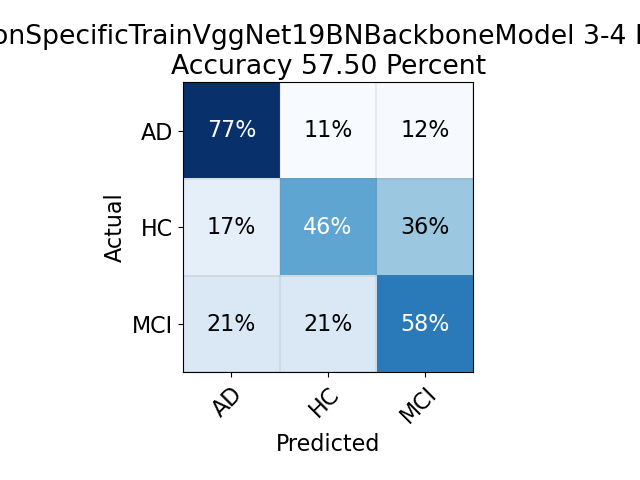 onSpecificTrainVggNet19BNBackboneModel 3-4
Accuracy 57.50 Percent
AD 77% 11% 12%
HC 17% 46% 36%
MCI 21% 21% 58%
Actual
AD HC MCI
Predicted